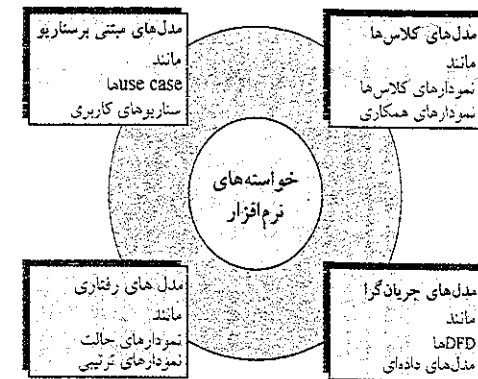 مدل‌های مبتنی برسناریو
مانند
use caseها
سناریوهای کاربری
مدل‌های کلاس‌ها
مانند
نمودارهای کلاس‌ها
نمودارهای همکاری
خواسته‌های
نرم‌افزار
مدل های رفتاری
مانند
نمودارهای حالت
نمودارهای ترتیبی
مدل‌های جریان‌گرا
مانند
DFDها
مدل‌های داده‌ای